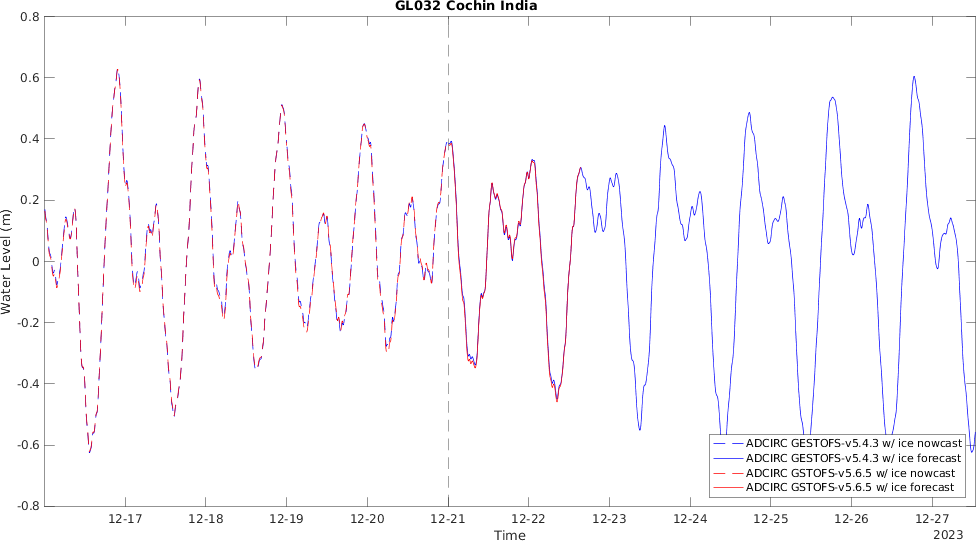 GL032 Cochin India
0.8
0.6
0.4
0.2
0
-0.2
-0.4
-0.6
-0.8
Water Level (m)
ADCIRC GESTOFS-v5.4.3 w/ ice nowcast
ADCIRC GESTOFS-v5.4.3 w/ ice forecast
ADCIRC GSTOFS-v5.6.5 w/ ice nowcast
ADCIRC GSTOFS-v5.6.5 w/ ice forecast
12-17 12-18 12-19 12-20 12-21 12-22 12-23 12-24 12-25 12-26 12-27
Time
2023